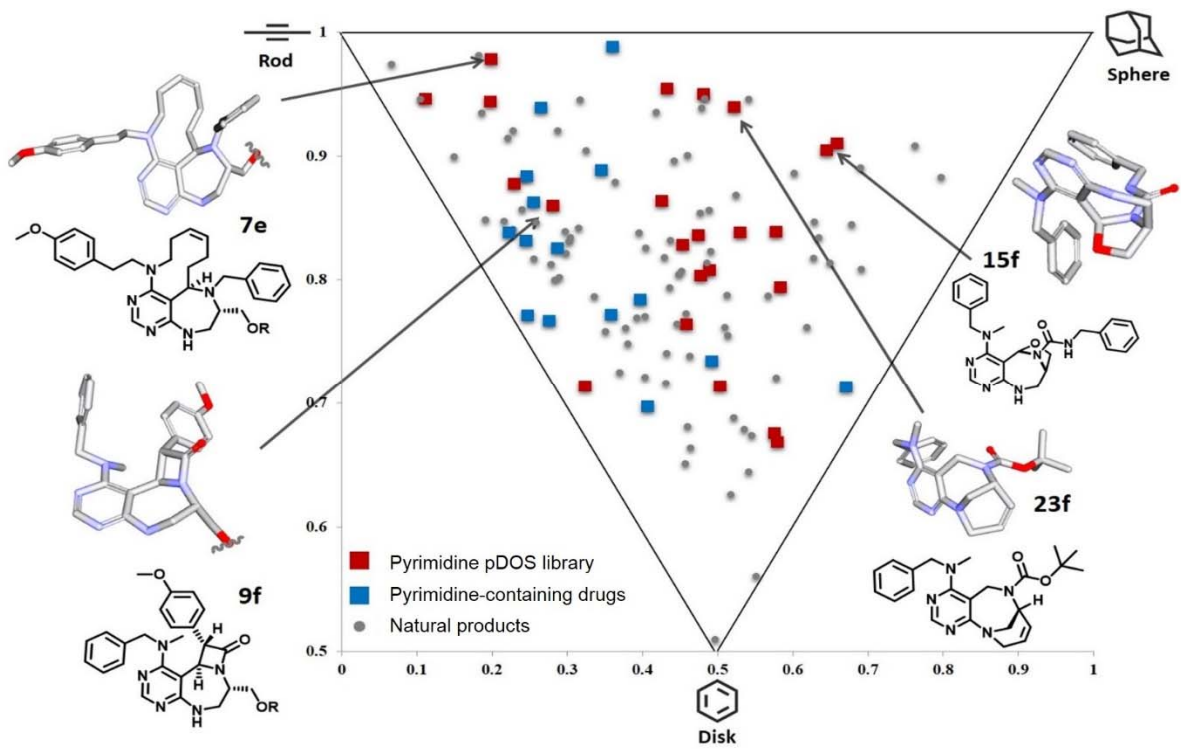 Rod
Sphere
1
0.9
0.8
0.7
0.6
0.5
0
0.1
0.2
0.3
0.4
0.5
0.6
0.7
0.8
0.9
1
Disk
Pyrimidine pDOS library
Pyrimidine-containing drugs
Natural products
7e
O
N
H
N
N
N
N
H
OR
9f
O
H
O
N
H
N
N
N
N
H
OR
15f
N
O
O
N
N
H
N
N
N
H
23f
N
O
N
O
H
N
N
N